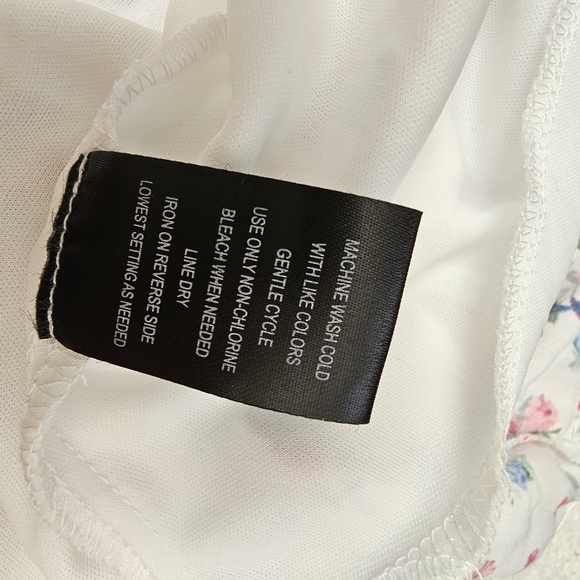 MACHINE WASH COLD
WITH LIKE COLORS
GENTLE CYCLE
USE ONLY NON-CHLORINE
BLEACH WHEN NEEDED
LINE DRY
IRON ON REVERSE SIDE
LOWEST SETTING AS NEEDED